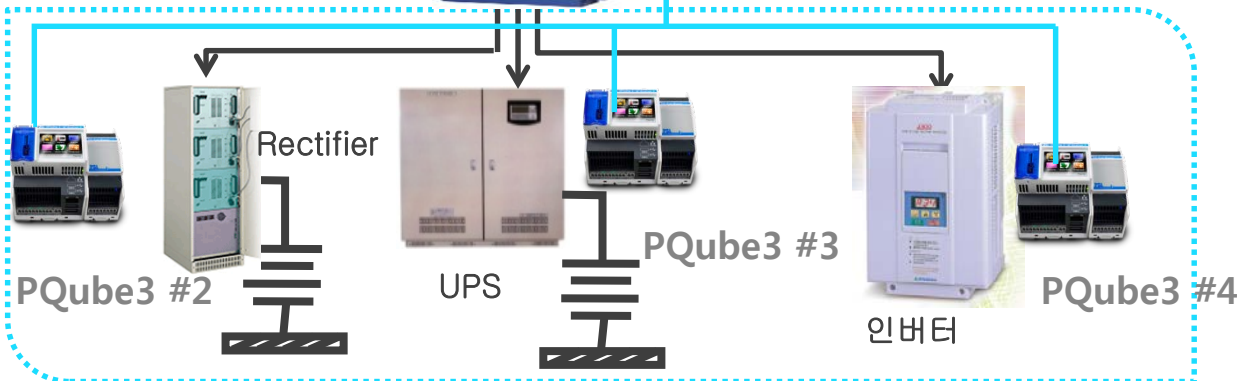 Rectifier
PQube3 #2
UPS
PQube3 #3
인버터
PQube3 #4